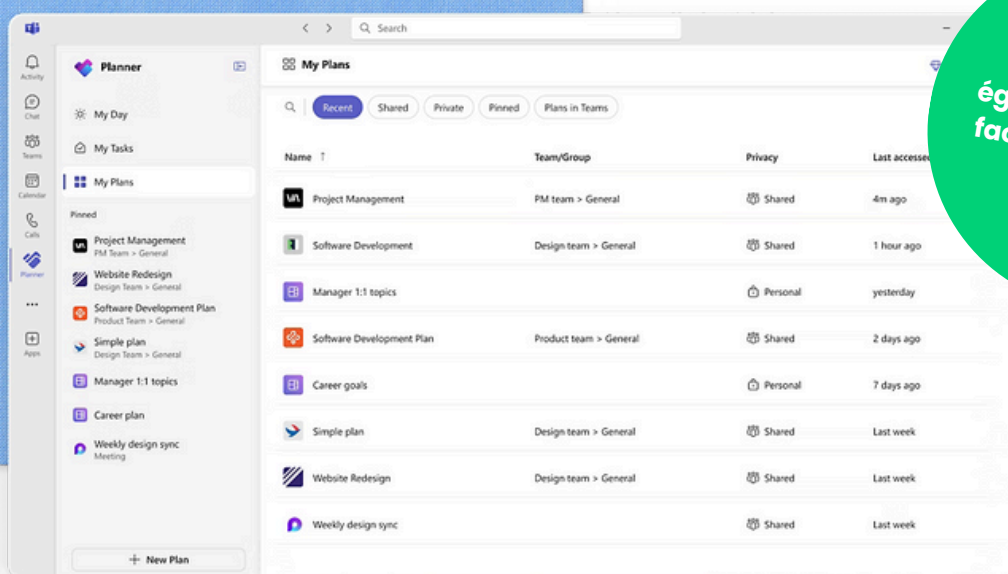 Search
Activity
Chat
Teams
Calendar
Calls
Planner
Apps
Planner
My Day
My Tasks
My Plans
Pinned
Project Management
PM Team > General
Website Redesign
Design Team > General
Software Development Plan
Product Team > General
Simple plan
Design Team > General
Manager 1:1 topics
Career plan
Weekly design sync
Meeting
New Plan
My Plans
Recent Shared Private Pinned Plans in Teams
Name Team/Group Privacy Last accessed
Project Management PM team > General Shared 4m ago
Software Development Design team > General Shared 1 hour ago
Manager 1:1 topics Personal yesterday
Software Development Plan Product team > General Shared 2 days ago
Career goals Personal 7 days ago
Simple plan Design team > General Shared Last week
Website Redesign Design team > General Shared Last week
Weekly design sync Shared Last week